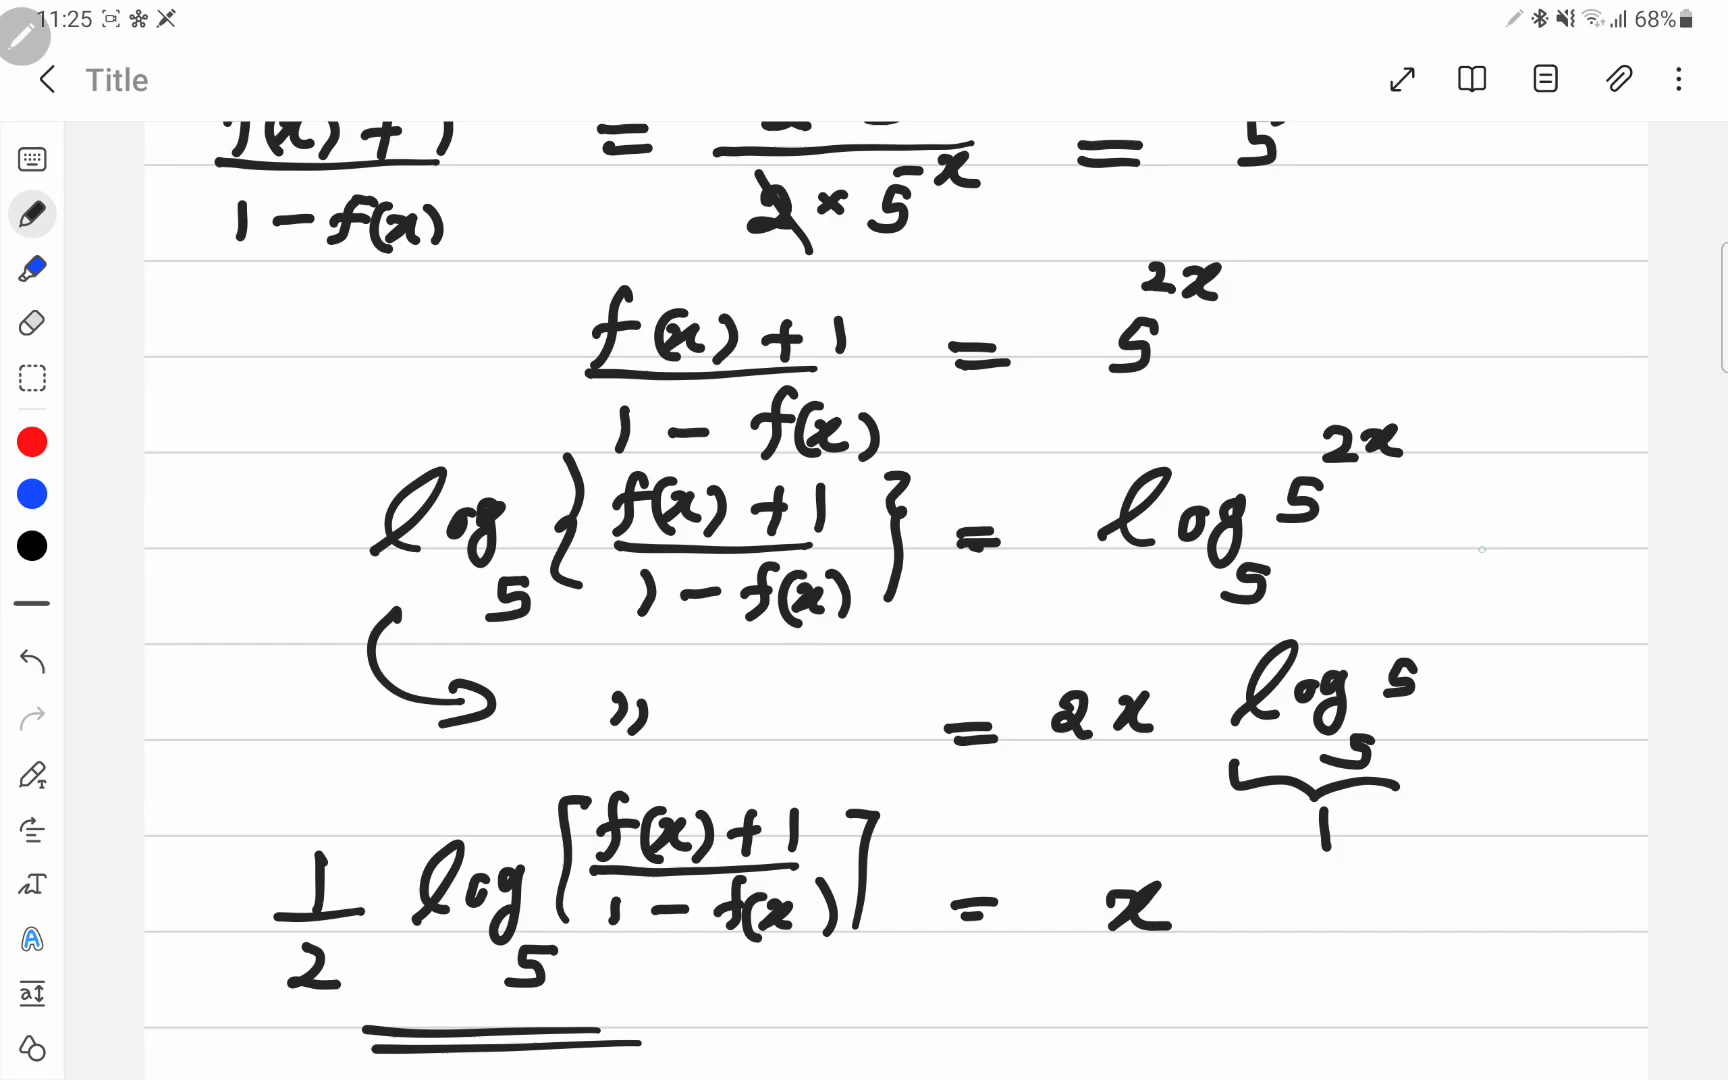 11:25 68%
Title
f(x) + 1 = = 5
1 - f(x) 2 × 5^-x
f(x) + 1 = 5^2x
1 - f(x)
log_5 { f(x) + 1 / 1 - f(x) } = log_5 5^2x
" = 2x log_5 5
1
1/2 log_5 [ f(x) + 1 / 1 - f(x) ] = x